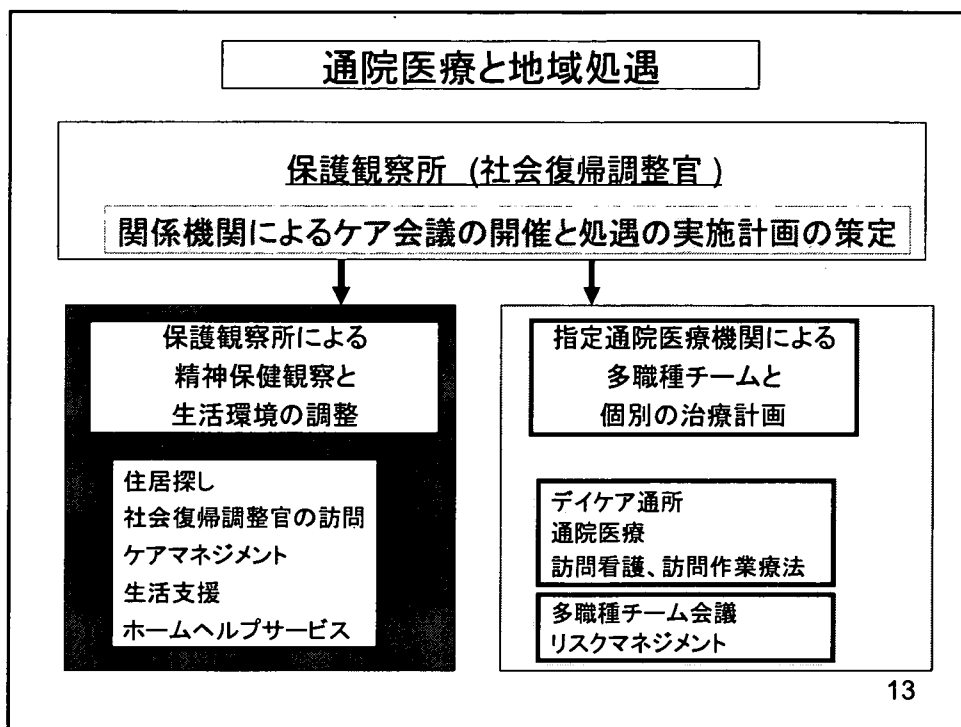 通院医療と地域処遇
保護観察所 (社会復帰調整官)
関係機関によるケア会議の開催と処遇の実施計画の策定
保護観察所による
精神保健観察と
生活環境の調整
住居探し
社会復帰調整官の訪問
ケアマネジメント
生活支援
ホームヘルプサービス
指定通院医療機関による
多職種チームと
個別の治療計画
デイケア通所
通院医療
訪問看護、訪問作業療法
多職種チーム会議
リスクマネジメント
13